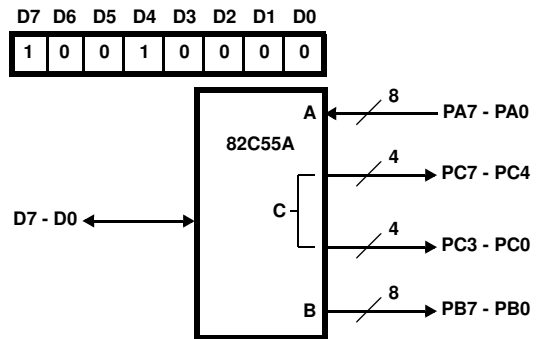 D7 D6 D5 D4 D3 D2 D1 D0
1 0 0 1 0 0 0 0
8
A PA7 - PA0
82C55A
4
PC7 - PC4
C
D7 - D0
4
PC3 - PC0
8
B PB7 - PB0